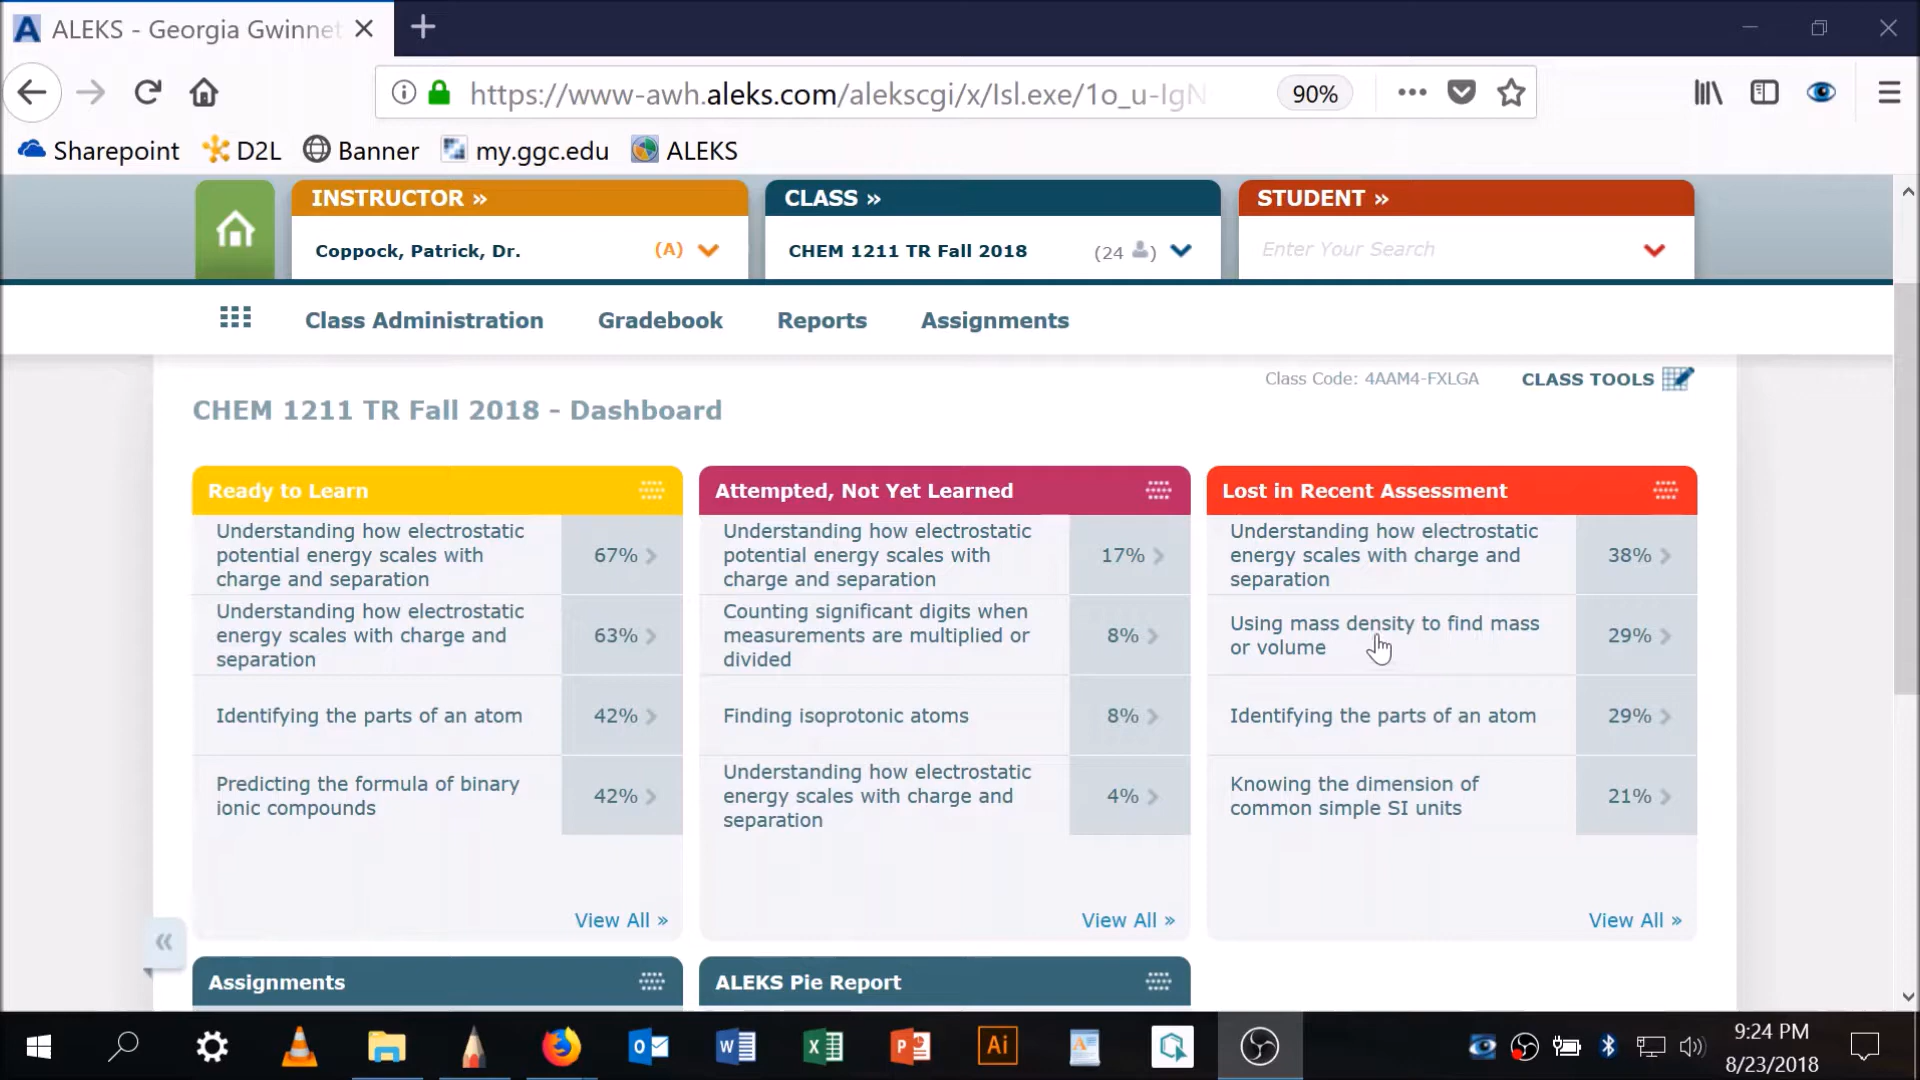 ALEKS - Georgia Gwinnet
https://www-awh.aleks.com/alekscgi/x/Isl.exe/1o_u-IgN
90%
Sharepoint
D2L
Banner
my.ggc.edu
ALEKS
INSTRUCTOR »
CLASS »
STUDENT »
Coppock, Patrick, Dr.
(A)
CHEM 1211 TR Fall 2018
(24 )
Enter Your Search
Class Administration
Gradebook
Reports
Assignments
Class Code: 4AAM4-FXLGA
CLASS TOOLS
CHEM 1211 TR Fall 2018 - Dashboard
Ready to Learn
Understanding how electrostatic
potential energy scales with
charge and separation
67%
Understanding how electrostatic
energy scales with charge and
separation
63%
Identifying the parts of an atom
42%
Predicting the formula of binary
ionic compounds
42%
View All »
Attempted, Not Yet Learned
Understanding how electrostatic
potential energy scales with
charge and separation
17%
Counting significant digits when
measurements are multiplied or
divided
8%
Finding isoprotonic atoms
8%
Understanding how electrostatic
energy scales with charge and
separation
4%
View All »
Lost in Recent Assessment
Understanding how electrostatic
energy scales with charge and
separation
38%
Using mass density to find mass
or volume
29%
Identifying the parts of an atom
29%
Knowing the dimension of
common simple SI units
21%
View All »
«
Assignments
ALEKS Pie Report
9:24 PM
8/23/2018